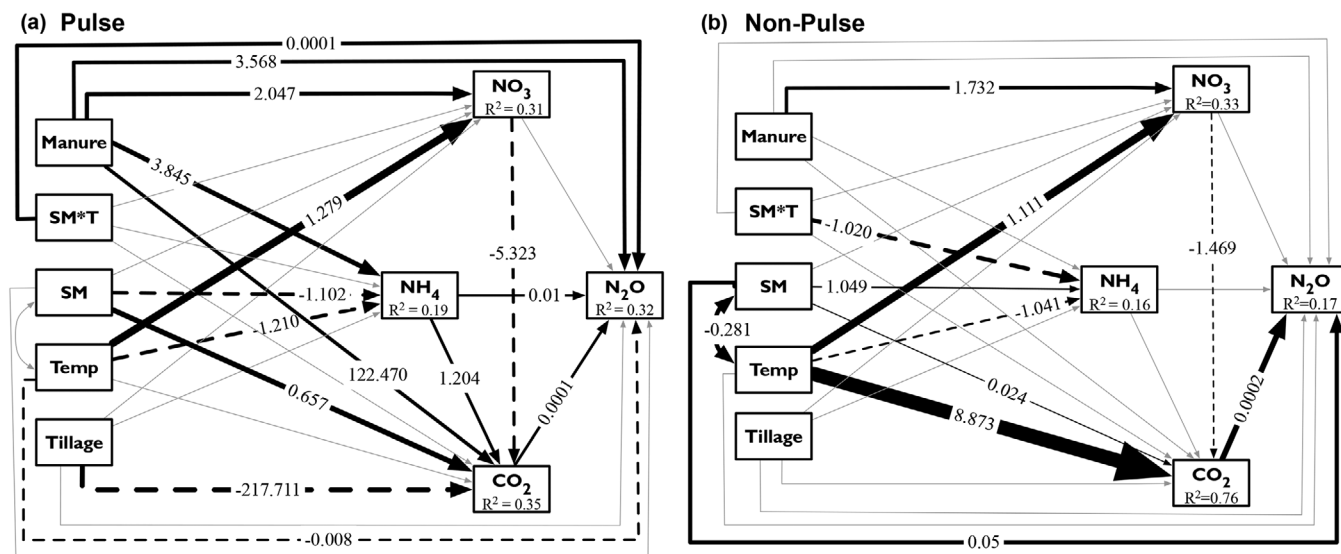 (a) Pulse
0.0001
3.568
2.047
NO₃
R² = 0.31
Manure
3.845
SM*T
1.279
-5.323
SM
-1.102
NH₄
R² = 0.19
0.01
N₂O
R² = 0.32
-1.210
Temp
0.657
122.470
1.204
0.0001
Tillage
-217.711
CO₂
R² = 0.35
-0.008
(b) Non-Pulse
1.732
NO₃
R²=0.33
Manure
SM*T
-1.020
1.111
-1.469
SM
1.049
NH₄
R² = 0.16
N₂O
R²=0.17
-0.281
-1.041
Temp
0.024
8.873
0.0002
Tillage
CO₂
R²=0.76
0.05